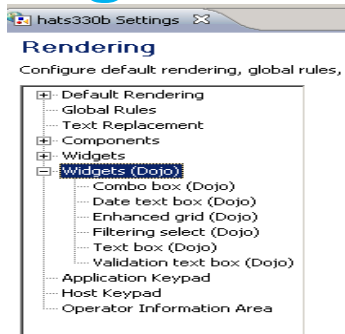 hats330b Settings
Rendering
Configure default rendering, global rules,
Default Rendering
Global Rules
Text Replacement
Components
Widgets
Widgets (Dojo)
Combo box (Dojo)
Date text box (Dojo)
Enhanced grid (Dojo)
Filtering select (Dojo)
Text box (Dojo)
Validation text box (Dojo)
Application Keypad
Host Keypad
Operator Information Area